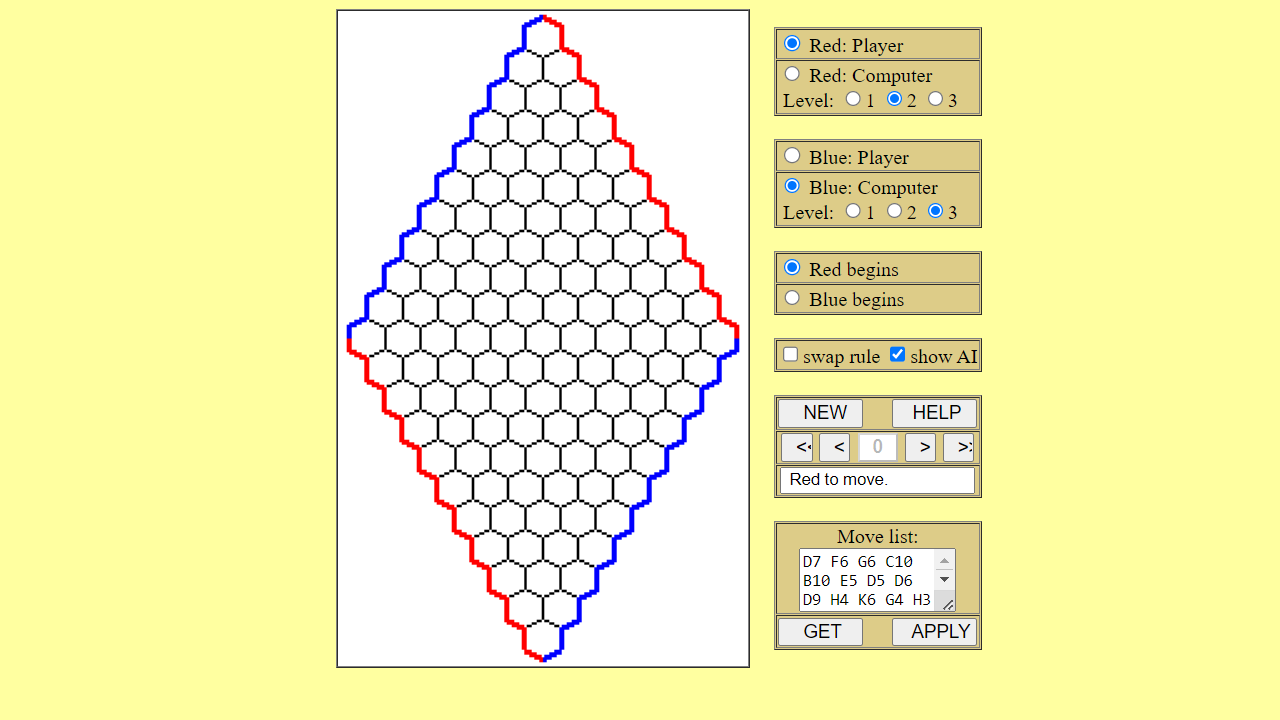 Red: Player
Red: Computer
Level: 1 2 3
Blue: Player
Blue: Computer
Level: 1 2 3
Red begins
Blue begins
swap rule show AI
NEW HELP
< 0 >
Red to move.
Move list:
D7 F6 G6 C10
B10 E5 D5 D6
D9 H4 K6 G4 H3
GET APPLY